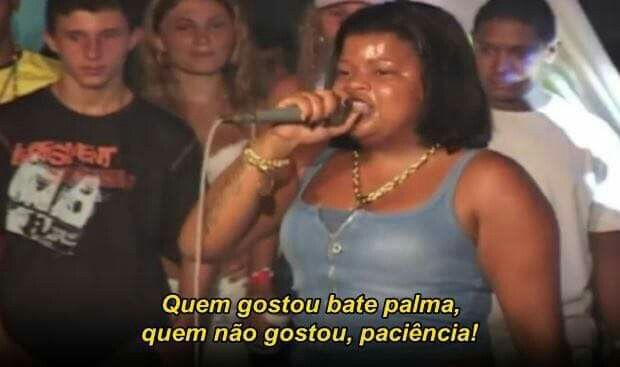 Quem gostou bate palma,
quem não gostou, paciência!